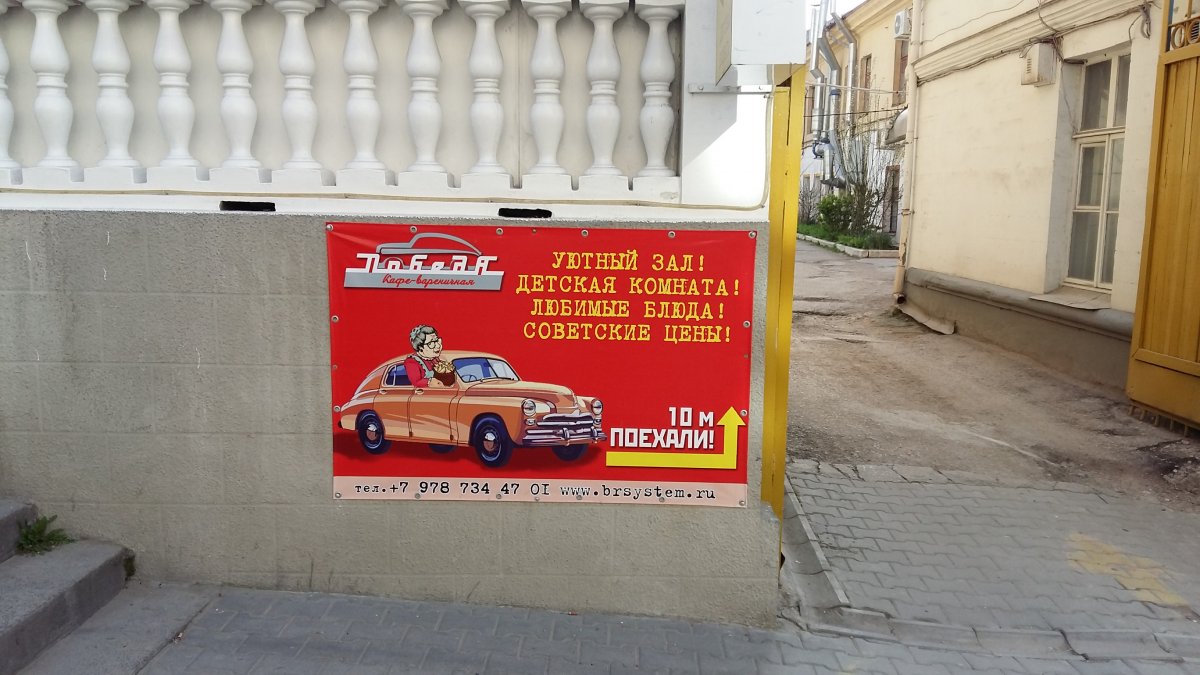 Победа
Кафе-вареничная
УЮТНЫЙ ЗАЛ!
ДЕТСКАЯ КОМНАТА!
ЛЮБИМЫЕ БЛЮДА!
СОВЕТСКИЕ ЦЕНЫ!
10 м
ПОЕХАЛИ!
тел.+7 978 734 47 01 www.brsystem.ru